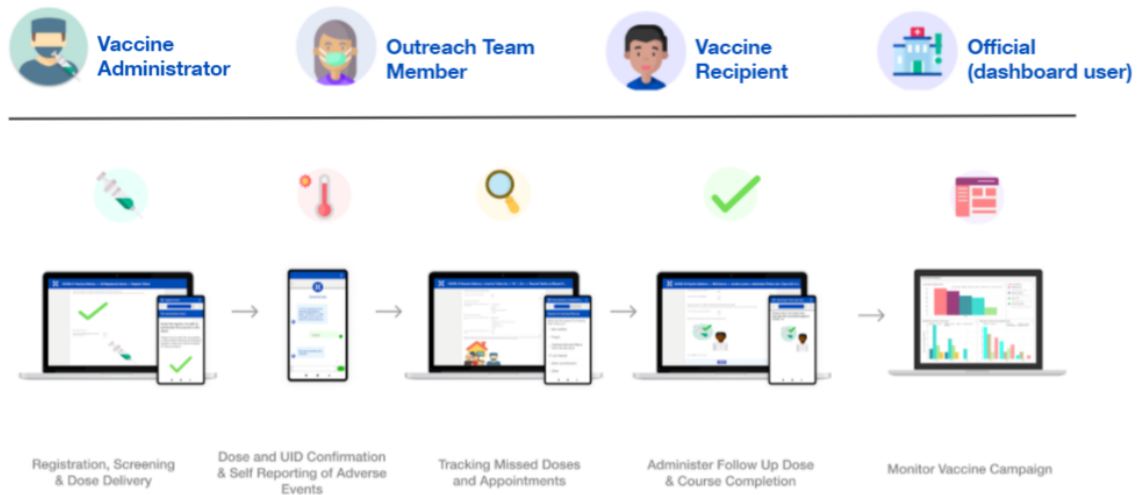 Vaccine
Administrator
Outreach Team
Member
Vaccine
Recipient
Official
(dashboard user)
Registration, Screening
& Dose Delivery
Dose and UID Confirmation
& Self Reporting of Adverse
Events
Tracking Missed Doses
and Appointments
Administer Follow Up Dose
& Course Completion
Monitor Vaccine Campaign